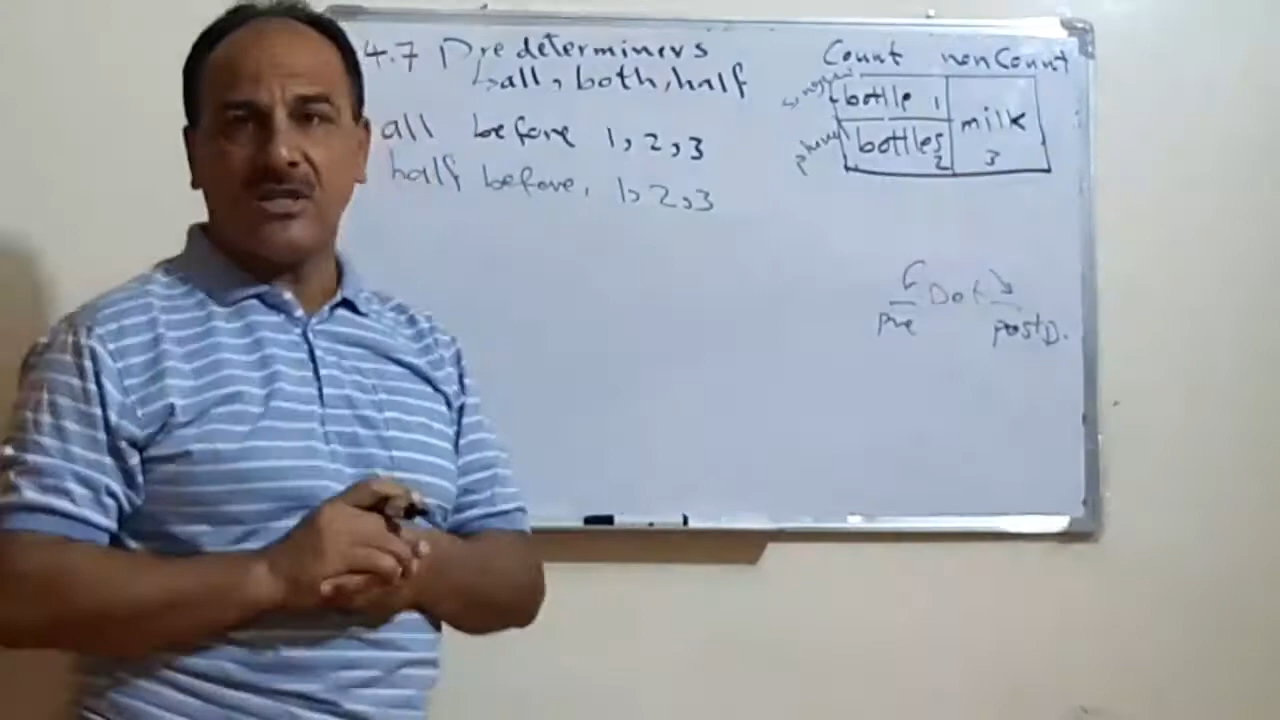 4.7 Predeterminers
all, both, half
all before 1, 2, 3
half before, 1, 2, 3
Count nonCount
bottle 1
bottles 2
milk
3
Det
pre
postD.